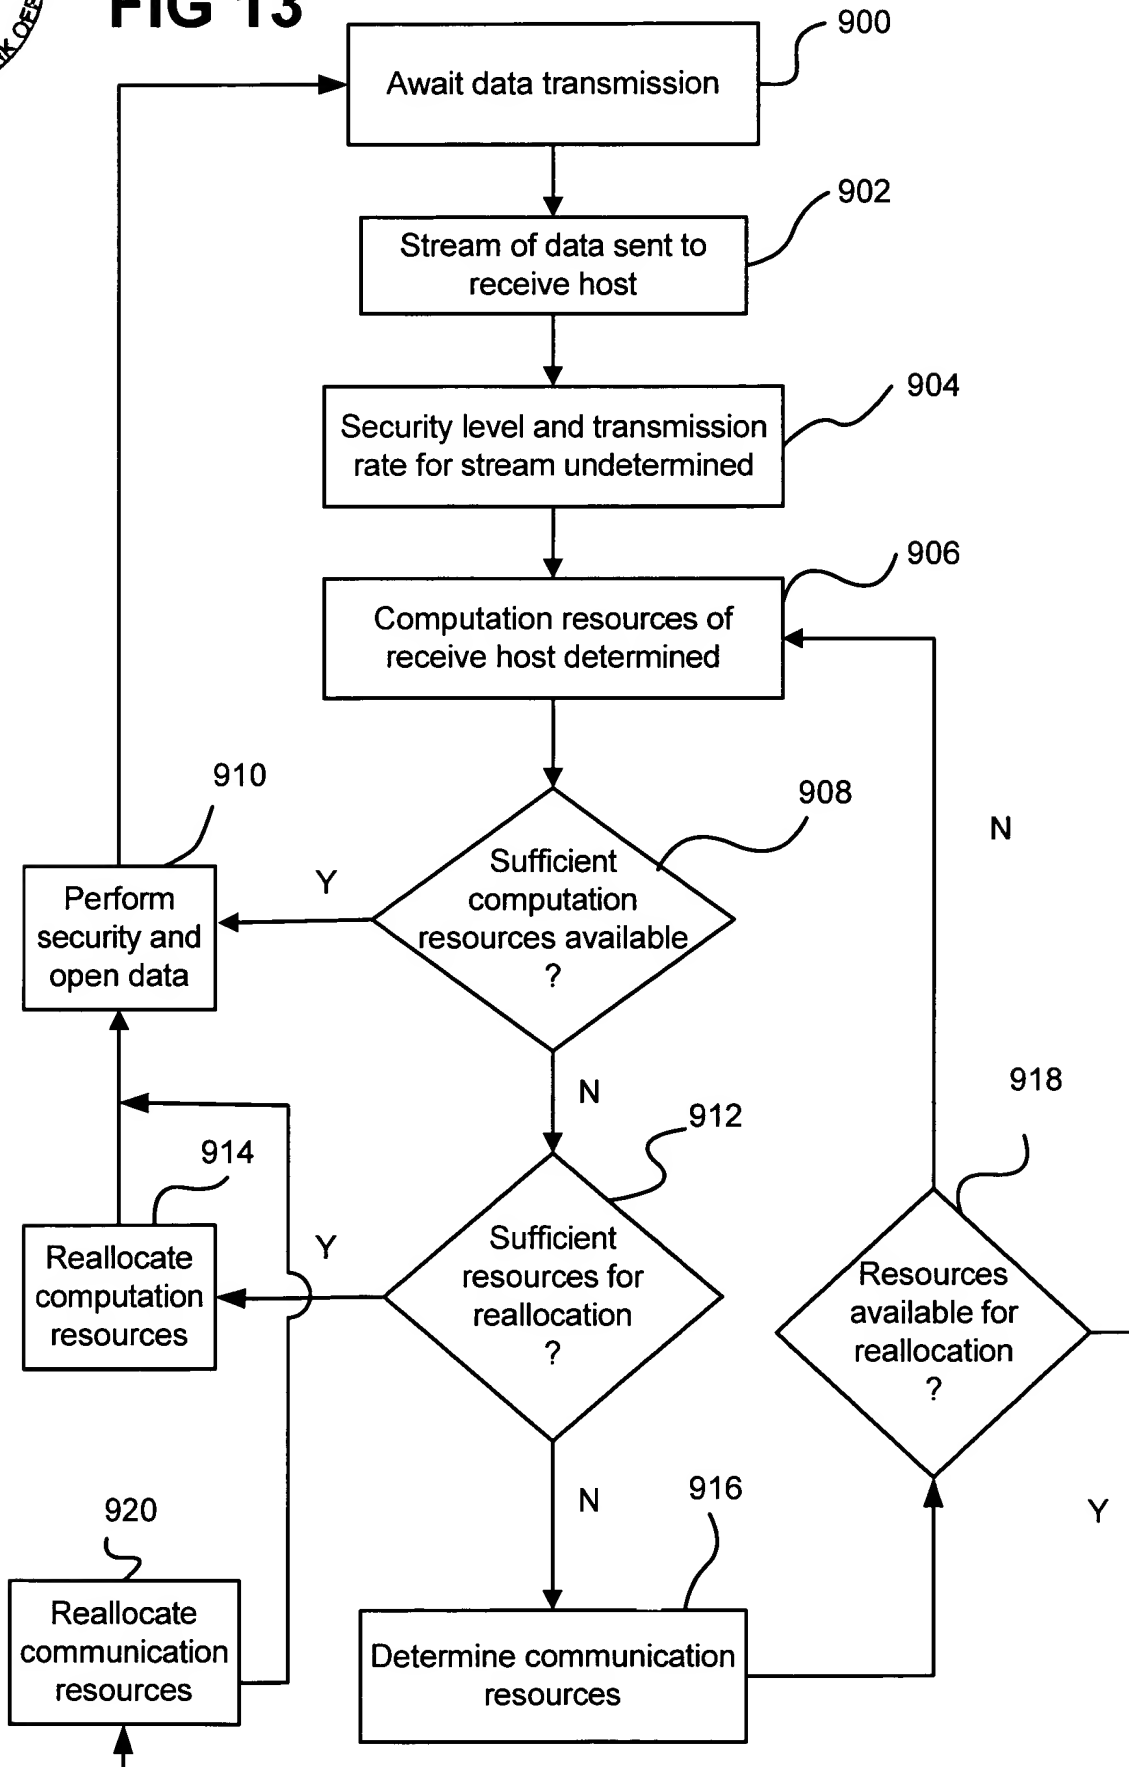 FIG 13
900
Await data transmission
902
Stream of data sent to
receive host
904
Security level and transmission
rate for stream undetermined
906
Computation resources of
receive host determined
910
908
N
Perform
security and
open data
Y
Sufficient
computation
resources available
?
N
918
912
914
Reallocate
computation
resources
Y
Sufficient
resources for
reallocation
?
Resources
available for
reallocation
?
N
916
Y
920
Reallocate
communication
resources
Determine communication
resources